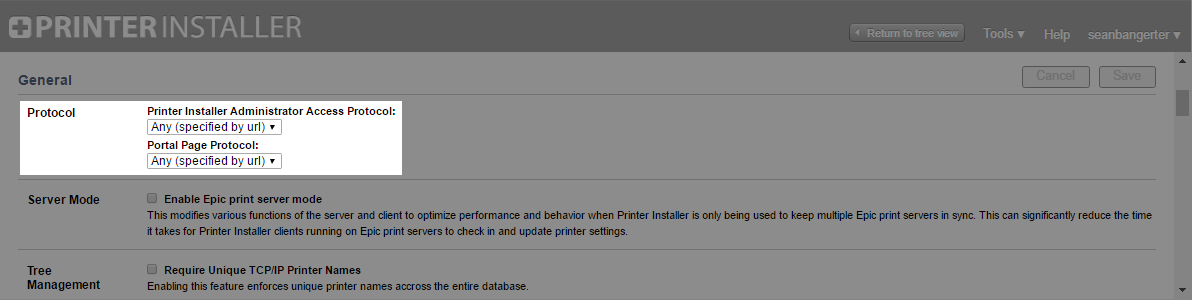 PRINTER INSTALLER
Return to tree view Tools ▾ Help seanbangerter ▾
General Cancel Save
Protocol Printer Installer Administrator Access Protocol:
Any (specified by url) ▾
Portal Page Protocol:
Any (specified by url) ▾
Server Mode Enable Epic print server mode
This modifies various functions of the server and client to optimize performance and behavior when Printer Installer is only being used to keep multiple Epic print servers in sync. This can significantly reduce the time
it takes for Printer Installer clients running on Epic print servers to check in and update printer settings.
Tree Require Unique TCP/IP Printer Names
Management Enabling this feature enforces unique printer names accross the entire database.